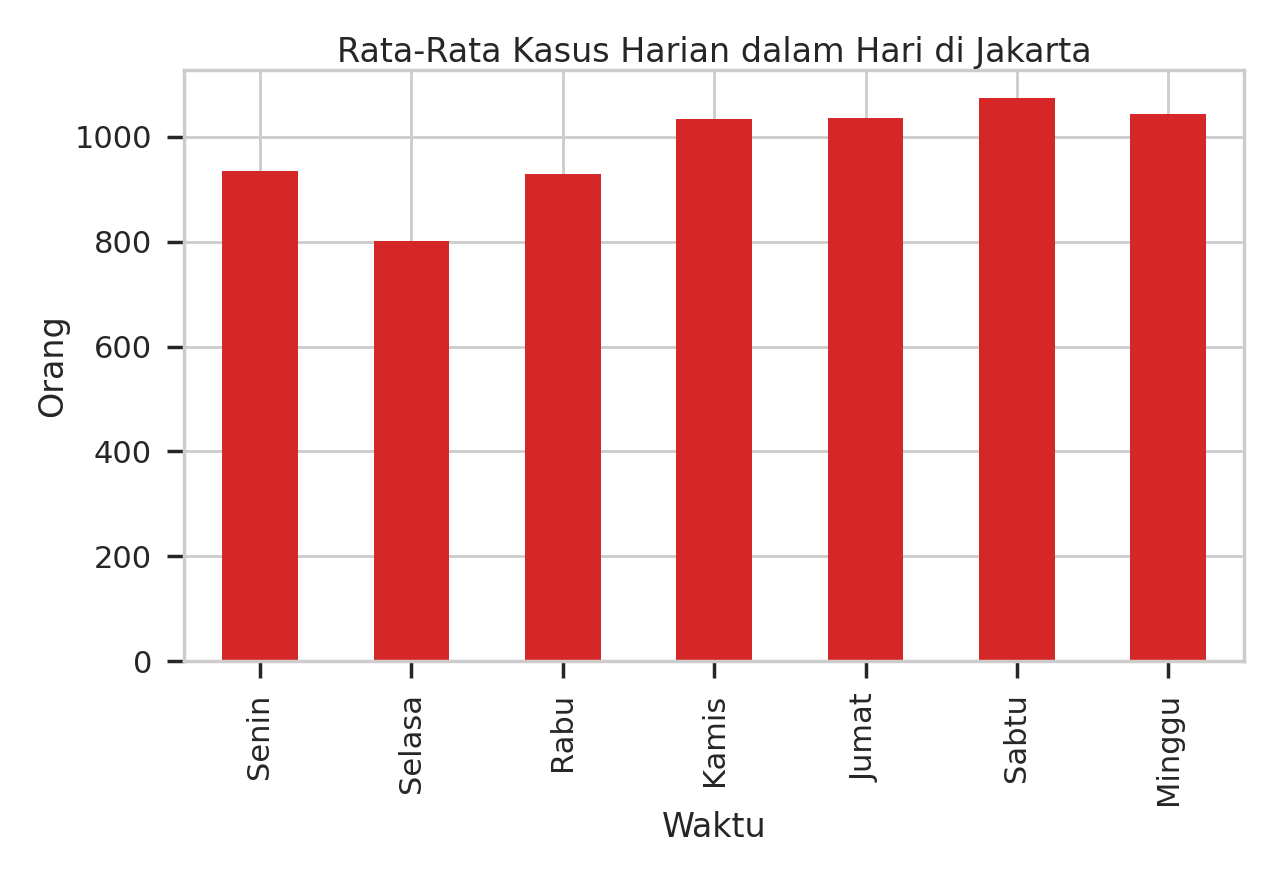 Rata-Rata Kasus Harian dalam Hari di Jakarta
1000
800
600
400
200
0
Orang
Senin
Selasa
Rabu
Kamis
Jumat
Sabtu
Minggu
Waktu